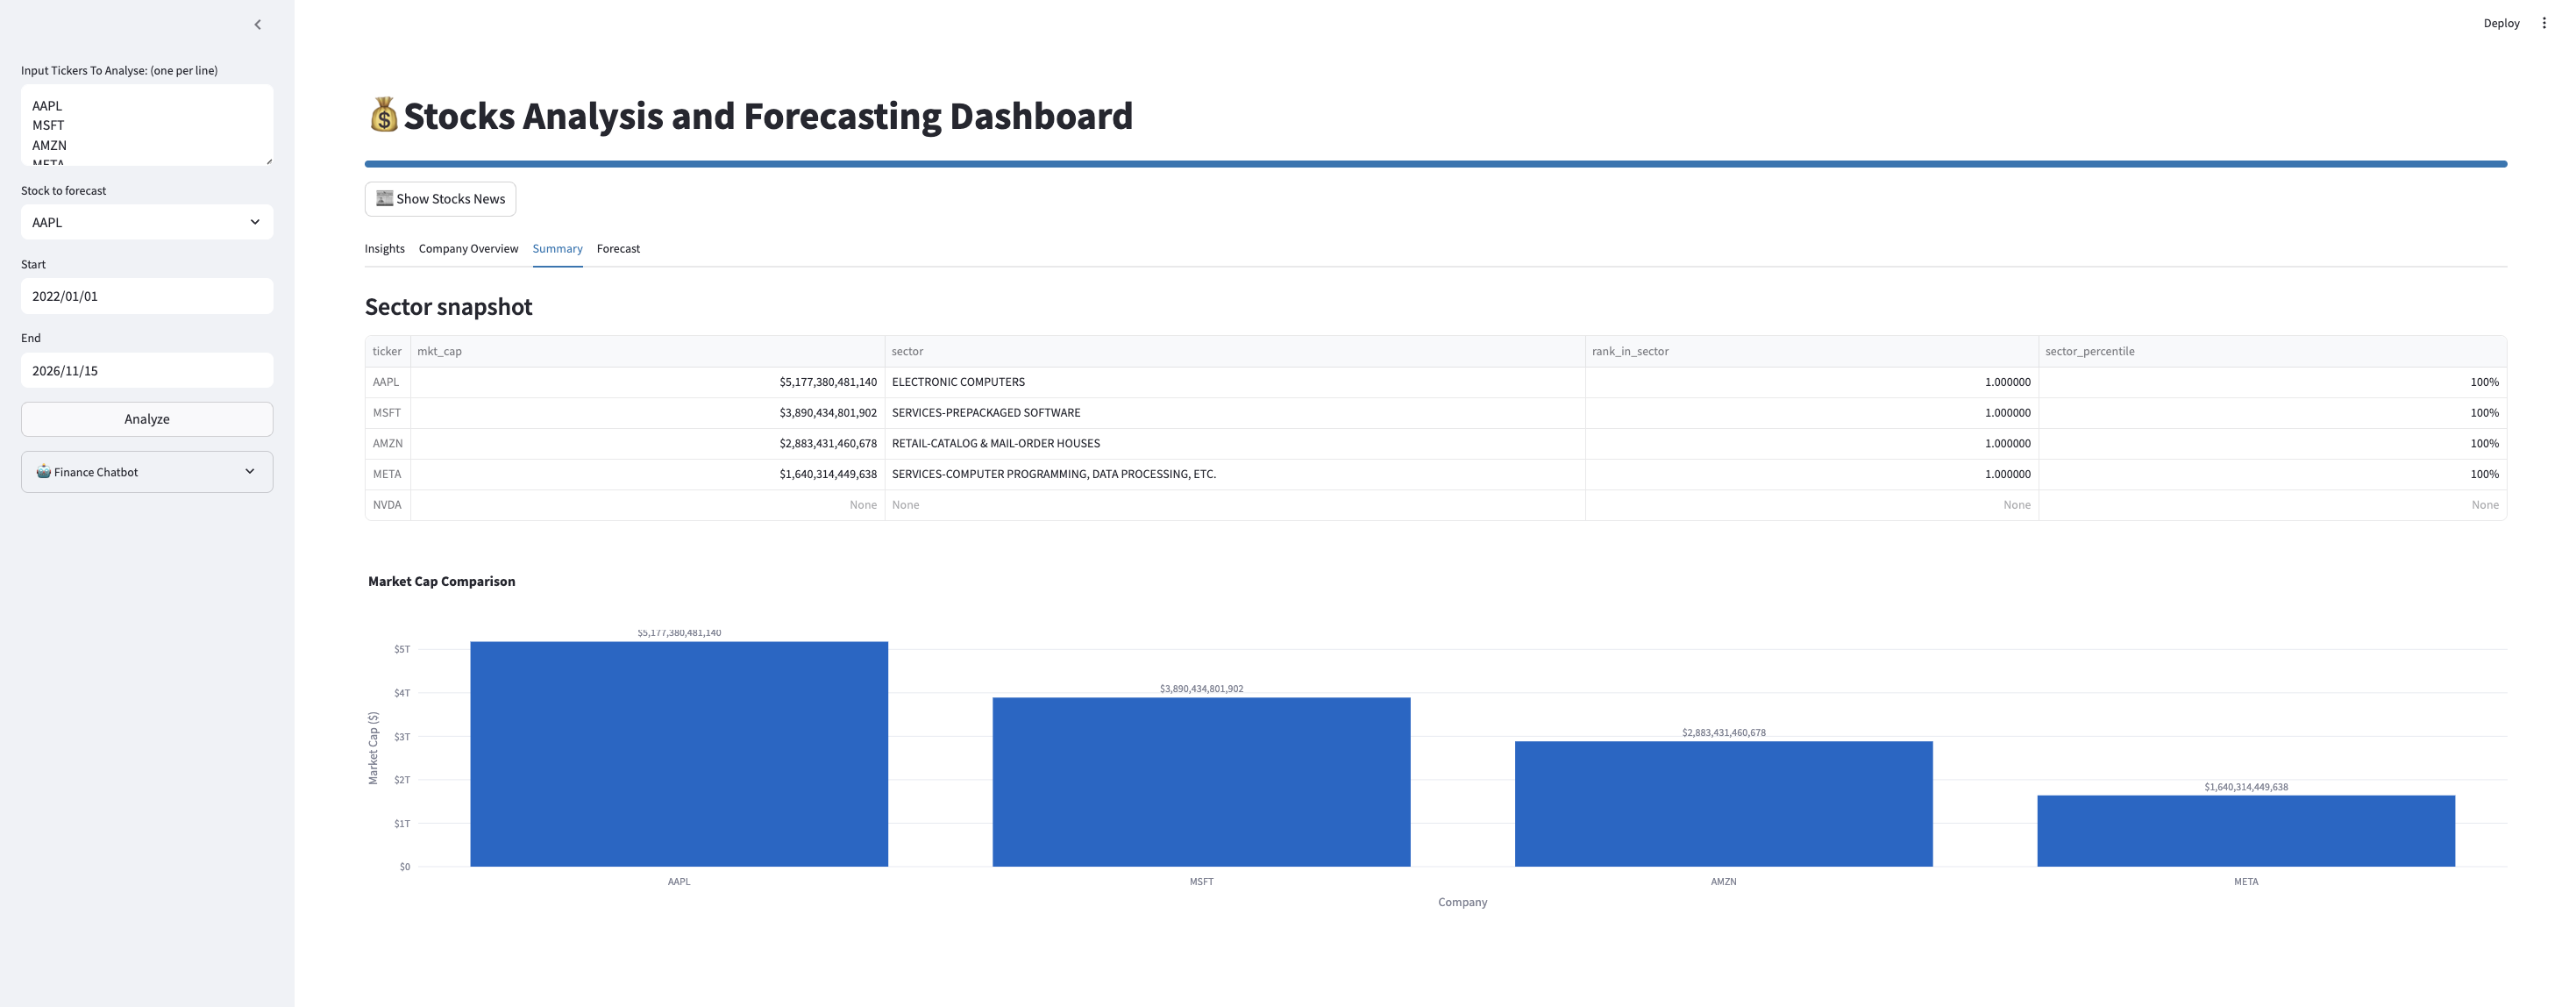 Deploy
Input Tickers To Analyse: (one per line)
AAPL
MSFT
AMZN
META
Stock to forecast
AAPL
Start
2022/01/01
End
2026/11/15
Analyze
Finance Chatbot
Stocks Analysis and Forecasting Dashboard
Show Stocks News
Insights Company Overview Summary Forecast
Sector snapshot
ticker mkt_cap sector rank_in_sector sector_percentile
AAPL $5,177,380,481,140 ELECTRONIC COMPUTERS 1.000000 100%
MSFT $3,890,434,801,902 SERVICES-PREPACKAGED SOFTWARE 1.000000 100%
AMZN $2,883,431,460,678 RETAIL-CATALOG & MAIL-ORDER HOUSES 1.000000 100%
META $1,640,314,449,638 SERVICES-COMPUTER PROGRAMMING, DATA PROCESSING, ETC. 1.000000 100%
NVDA None None None None
Market Cap Comparison
$5,177,380,481,140
$3,890,434,801,902
$2,883,431,460,678
$1,640,314,449,638
Market Cap ($)
$5T
$4T
$3T
$2T
$1T
$0
AAPL MSFT AMZN META
Company